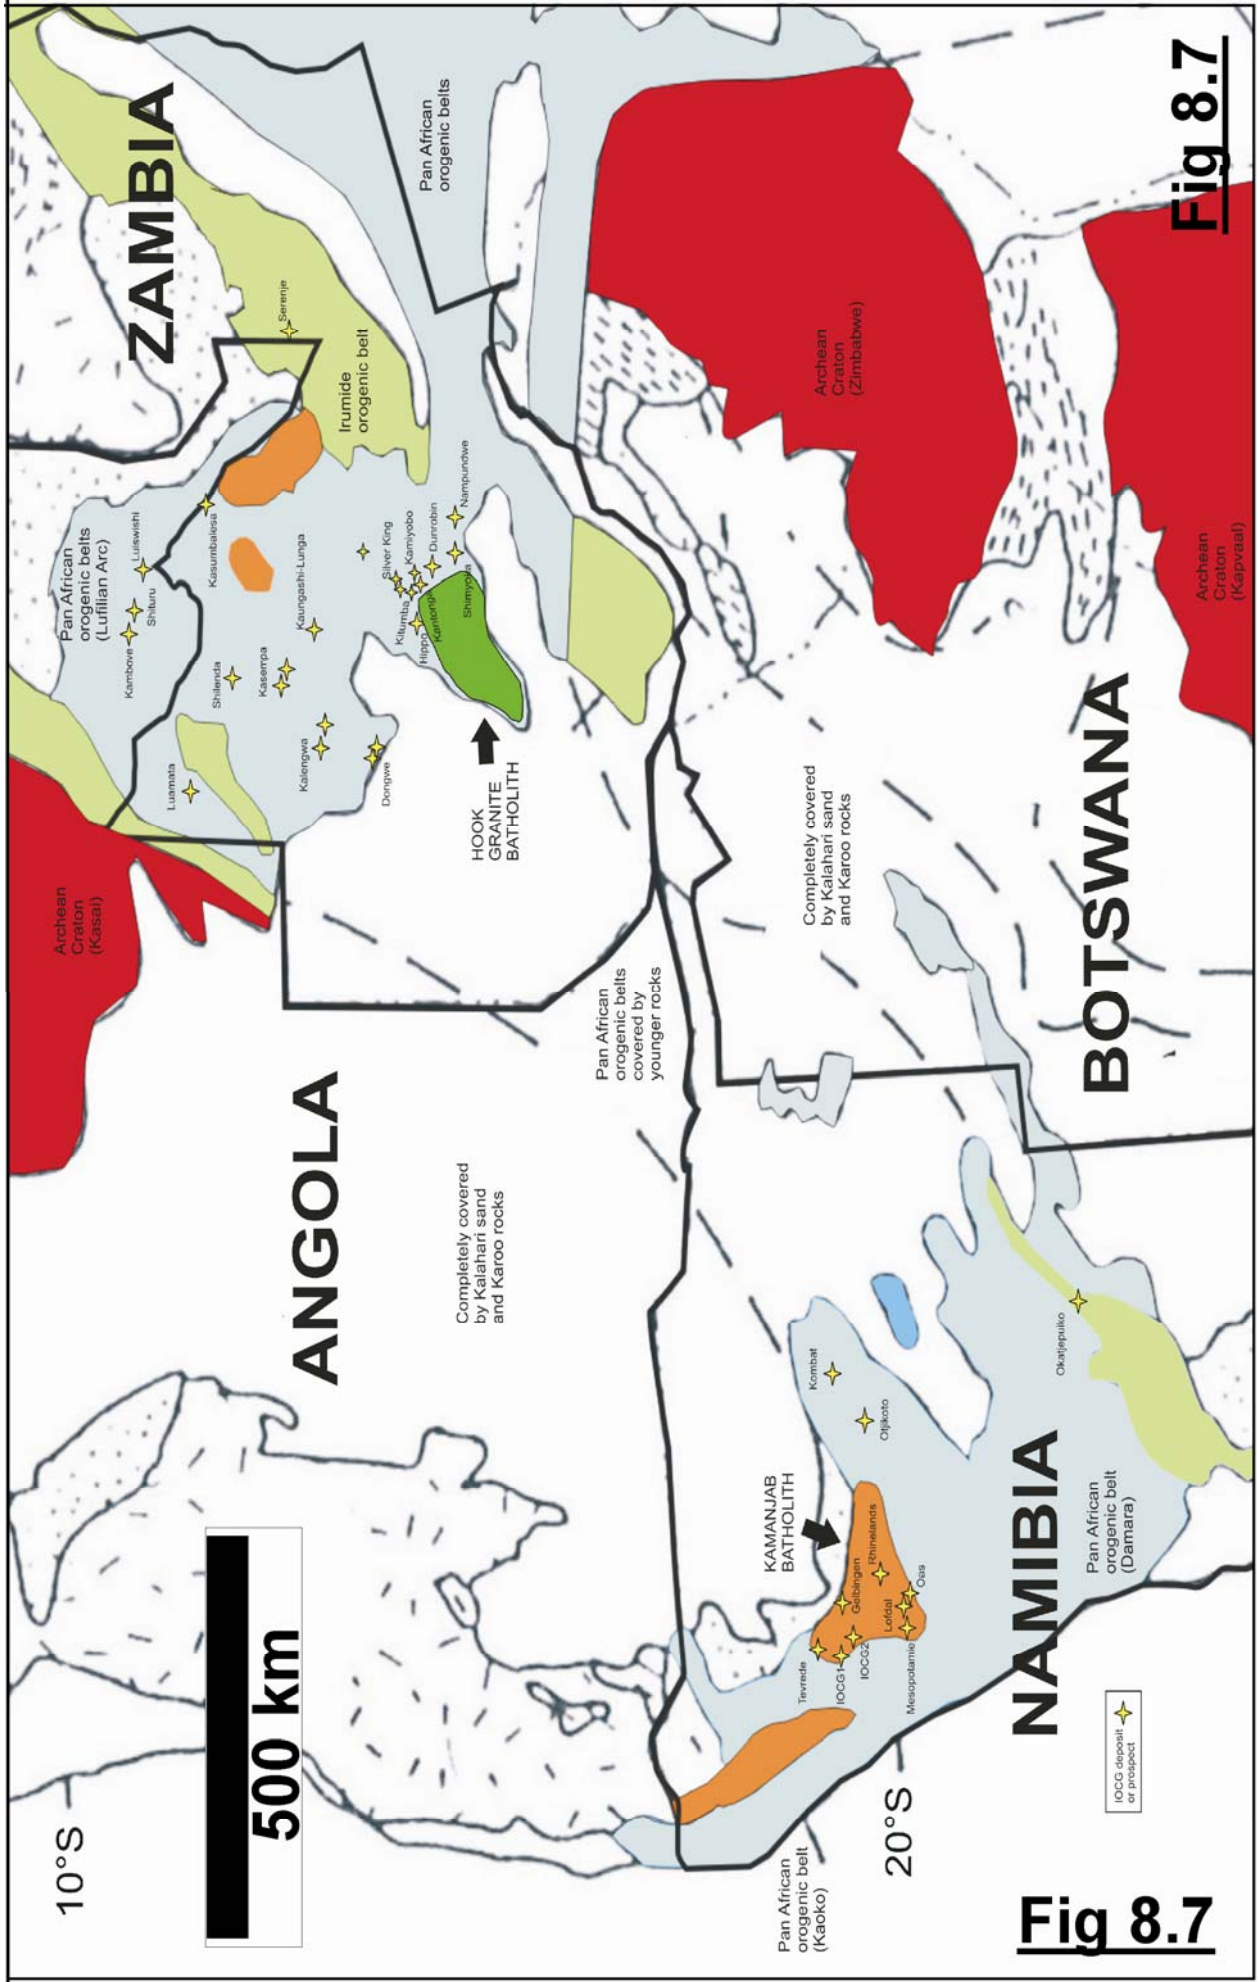 Fig 8.7
ZAMBIA
Pan African
orogenic belts
Serenje
Irumide
orogenic belt
Archean
Craton
(Zimbabwe)
Archean
Craton
(Kapvaal)
Pan African
orogenic belts
(Lufilian Arc)
Luiswishi
Shituru
Kambove
Kasumbalesa
Kaungashi-Lunga
Shilenda
Kasempa
Luamata
Kalengwa
Dongwe
Silver King
Kamiyobo
Dunrobin
Nampundwe
Kitumba
Hippo
Shimyoka
HOOK
GRANITE
BATHOLITH
Archean
Craton
(Kasai)
Completely covered
by Kalahari sand
and Karoo rocks
BOTSWANA
Pan African
orogenic belts
covered by
younger rocks
ANGOLA
Completely covered
by Kalahari sand
and Karoo rocks
Kombat
Otjikoto
Okatjepuiko
KAMANJAB
BATHOLITH
Rhinelands
Gelbingen
Oas
Lofdal
Tevrede
IOCG1
IOCG2
Mesopotamie
NAMIBIA
Pan African
orogenic belt
(Damara)
500 km
IOCG deposit
or prospect
10°S
20°S
Pan African
orogenic belt
(Kaoko)
Fig 8.7